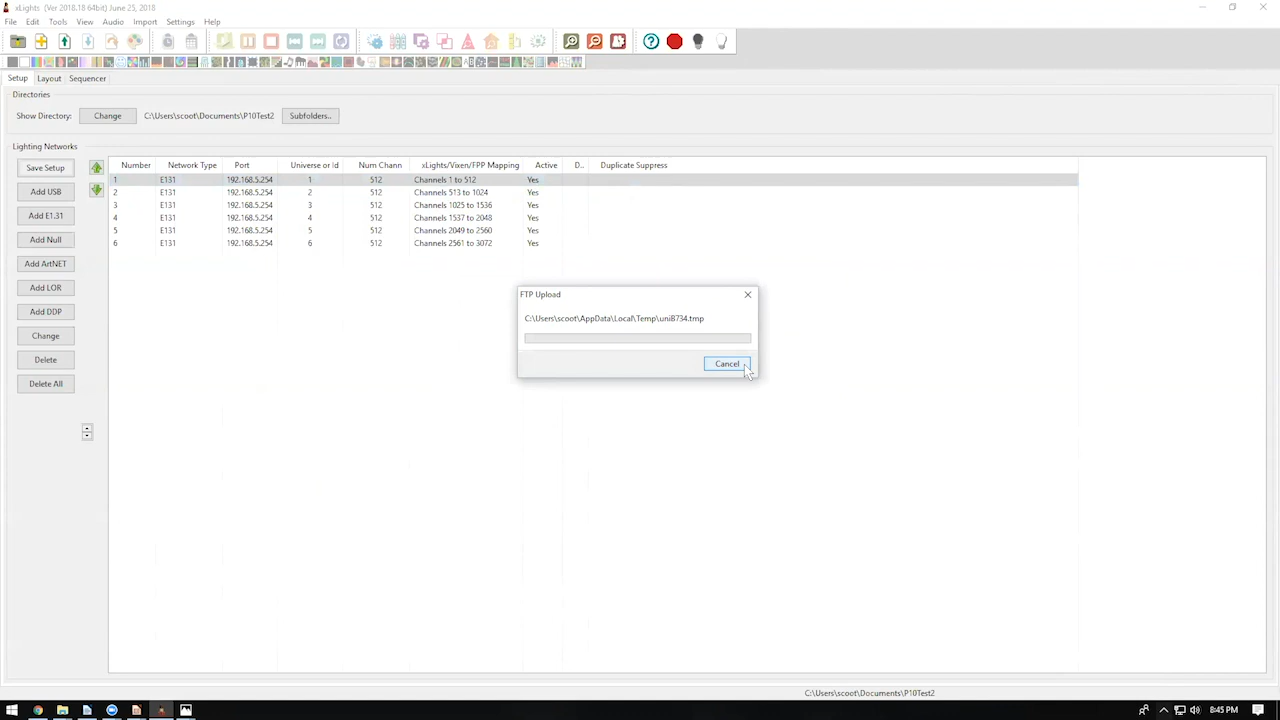 xLights (Ver 2018.18 64bit) June 25, 2018
File Edit Tools View Audio Import Settings Help
Setup Layout Sequencer
Directories
Show Directory: Change C:\Users\scoot\Documents\P10Test2 Subfolders..
Lighting Networks
Save Setup
Add USB
Add E1.31
Add Null
Add ArtNET
Add LOR
Add DDP
Change
Delete
Delete All
Number Network Type Port Universe or Id Num Chann xLights/Vixen/FPP Mapping Active D.. Duplicate Suppress
1 E131 192.168.5.254 1 512 Channels 1 to 512 Yes
2 E131 192.168.5.254 2 512 Channels 513 to 1024 Yes
3 E131 192.168.5.254 3 512 Channels 1025 to 1536 Yes
4 E131 192.168.5.254 4 512 Channels 1537 to 2048 Yes
5 E131 192.168.5.254 5 512 Channels 2049 to 2560 Yes
6 E131 192.168.5.254 6 512 Channels 2561 to 3072 Yes
FTP Upload
C:\Users\scoot\AppData\Local\Temp\uni8734.tmp
Cancel
C:\Users\scoot\Documents\P10Test2
8:45 PM